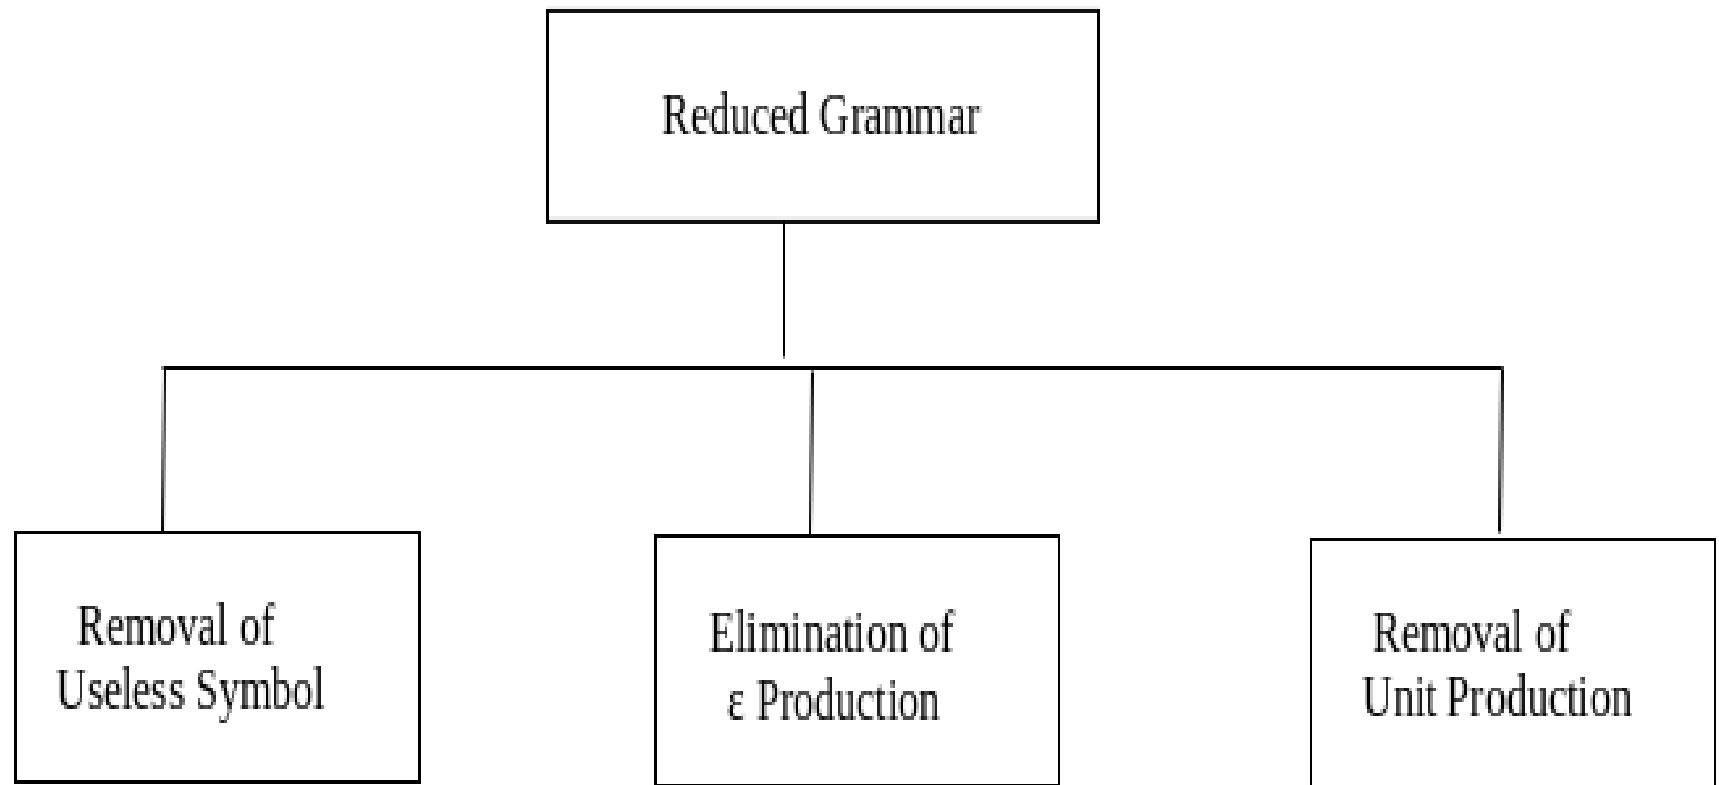 Reduced Grammar
Removal of
Useless Symbol
Elimination of
ε Production
Removal of
Unit Production